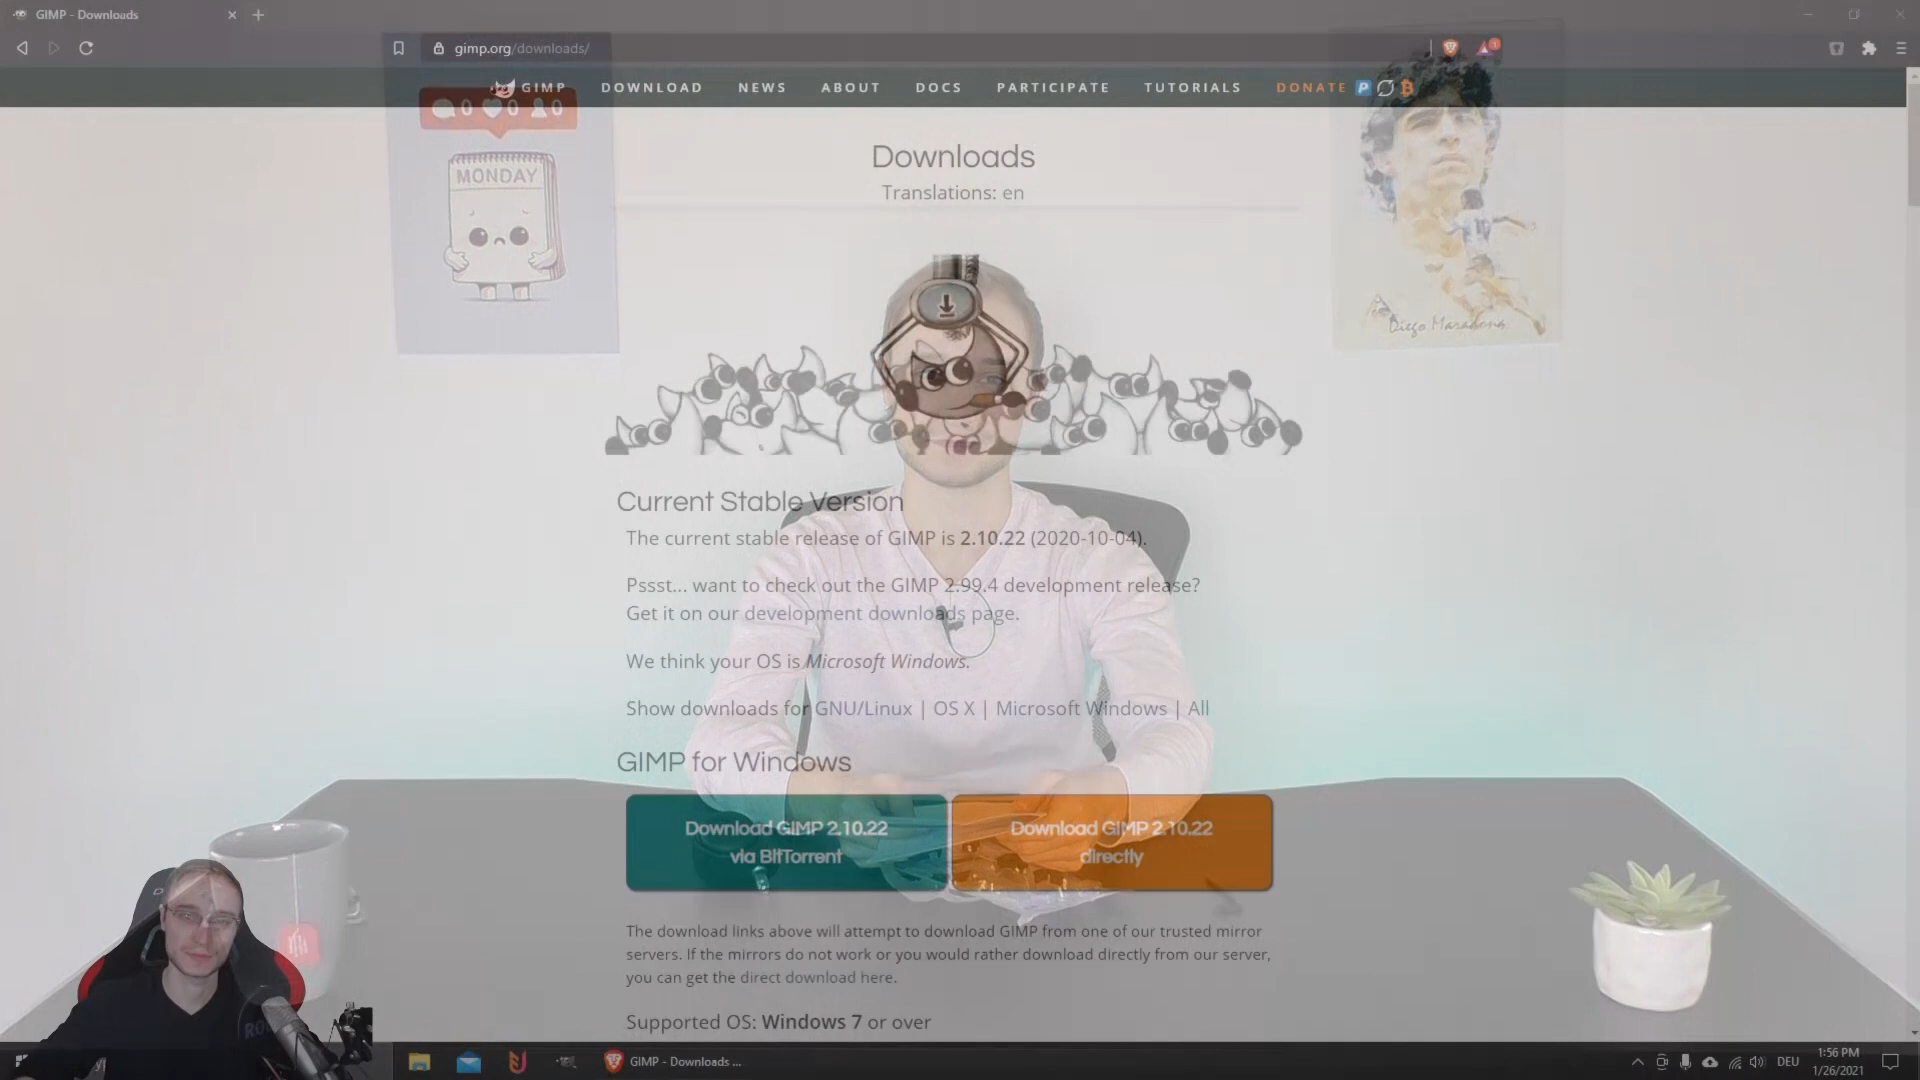 GIMP - Downloads
gimp.org/downloads/
GIMP DOWNLOAD NEWS ABOUT DOCS PARTICIPATE TUTORIALS DONATE
0 0 0
MONDAY
Diego Maradona
Downloads
Translations: en
Current Stable Version
The current stable release of GIMP is 2.10.22 (2020-10-04).
Pssst... want to check out the GIMP 2.99.4 development release?
Get it on our development downloads page.
We think your OS is Microsoft Windows.
Show downloads for GNU/Linux | OS X | Microsoft Windows | All
GIMP for Windows
Download GIMP 2.10.22
via BitTorrent
Download GIMP 2.10.22
directly
The download links above will attempt to download GIMP from one of our trusted mirror
servers. If the mirrors do not work or you would rather download directly from our server,
you can get the direct download here.
Supported OS: Windows 7 or over
GIMP - Downloads ...
DEU
1:56 PM
1/26/2021